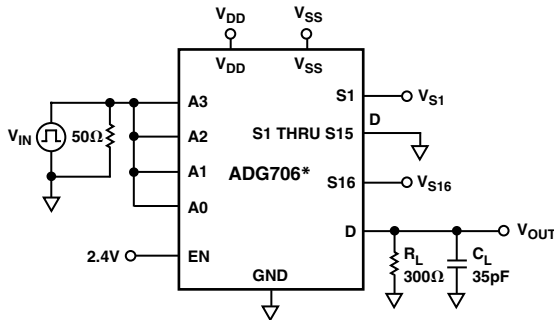 VDD
VSS
VDD
VSS
A3
S1
VS1
D
VIN
50Ω
A2
S1 THRU S15
A1
ADG706*
S16
VS16
A0
D
VOUT
2.4V
EN
RL
300Ω
CL
35pF
GND